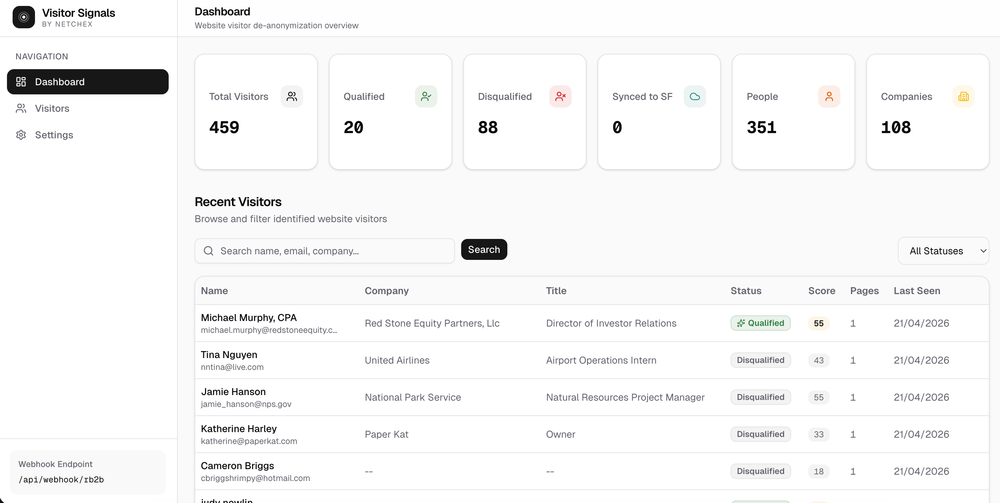 Visitor Signals
BY NETCHEX
Dashboard
Website visitor de-anonymization overview
NAVIGATION
Dashboard
Visitors
Settings
Total Visitors
459
Qualified
20
Disqualified
88
Synced to SF
0
People
351
Companies
108
Recent Visitors
Browse and filter identified website visitors
Search name, email, company...
Search
All Statuses
Name Company Title Status Score Pages Last Seen
Michael Murphy, CPA
michael.murphy@redstoneequity.c...
Red Stone Equity Partners, Llc Director of Investor Relations Qualified 55 1 21/04/2026
Tina Nguyen
nntina@live.com
United Airlines Airport Operations Intern Disqualified 43 1 21/04/2026
Jamie Hanson
jamie_hanson@nps.gov
National Park Service Natural Resources Project Manager Disqualified 55 1 21/04/2026
Katherine Harley
katherine@paperkat.com
Paper Kat Owner Disqualified 33 1 21/04/2026
Cameron Briggs
cbriggshrimpy@hotmail.com
-- -- Disqualified 18 1 21/04/2026
judy newlin
Webhook Endpoint
/api/webhook/rb2b